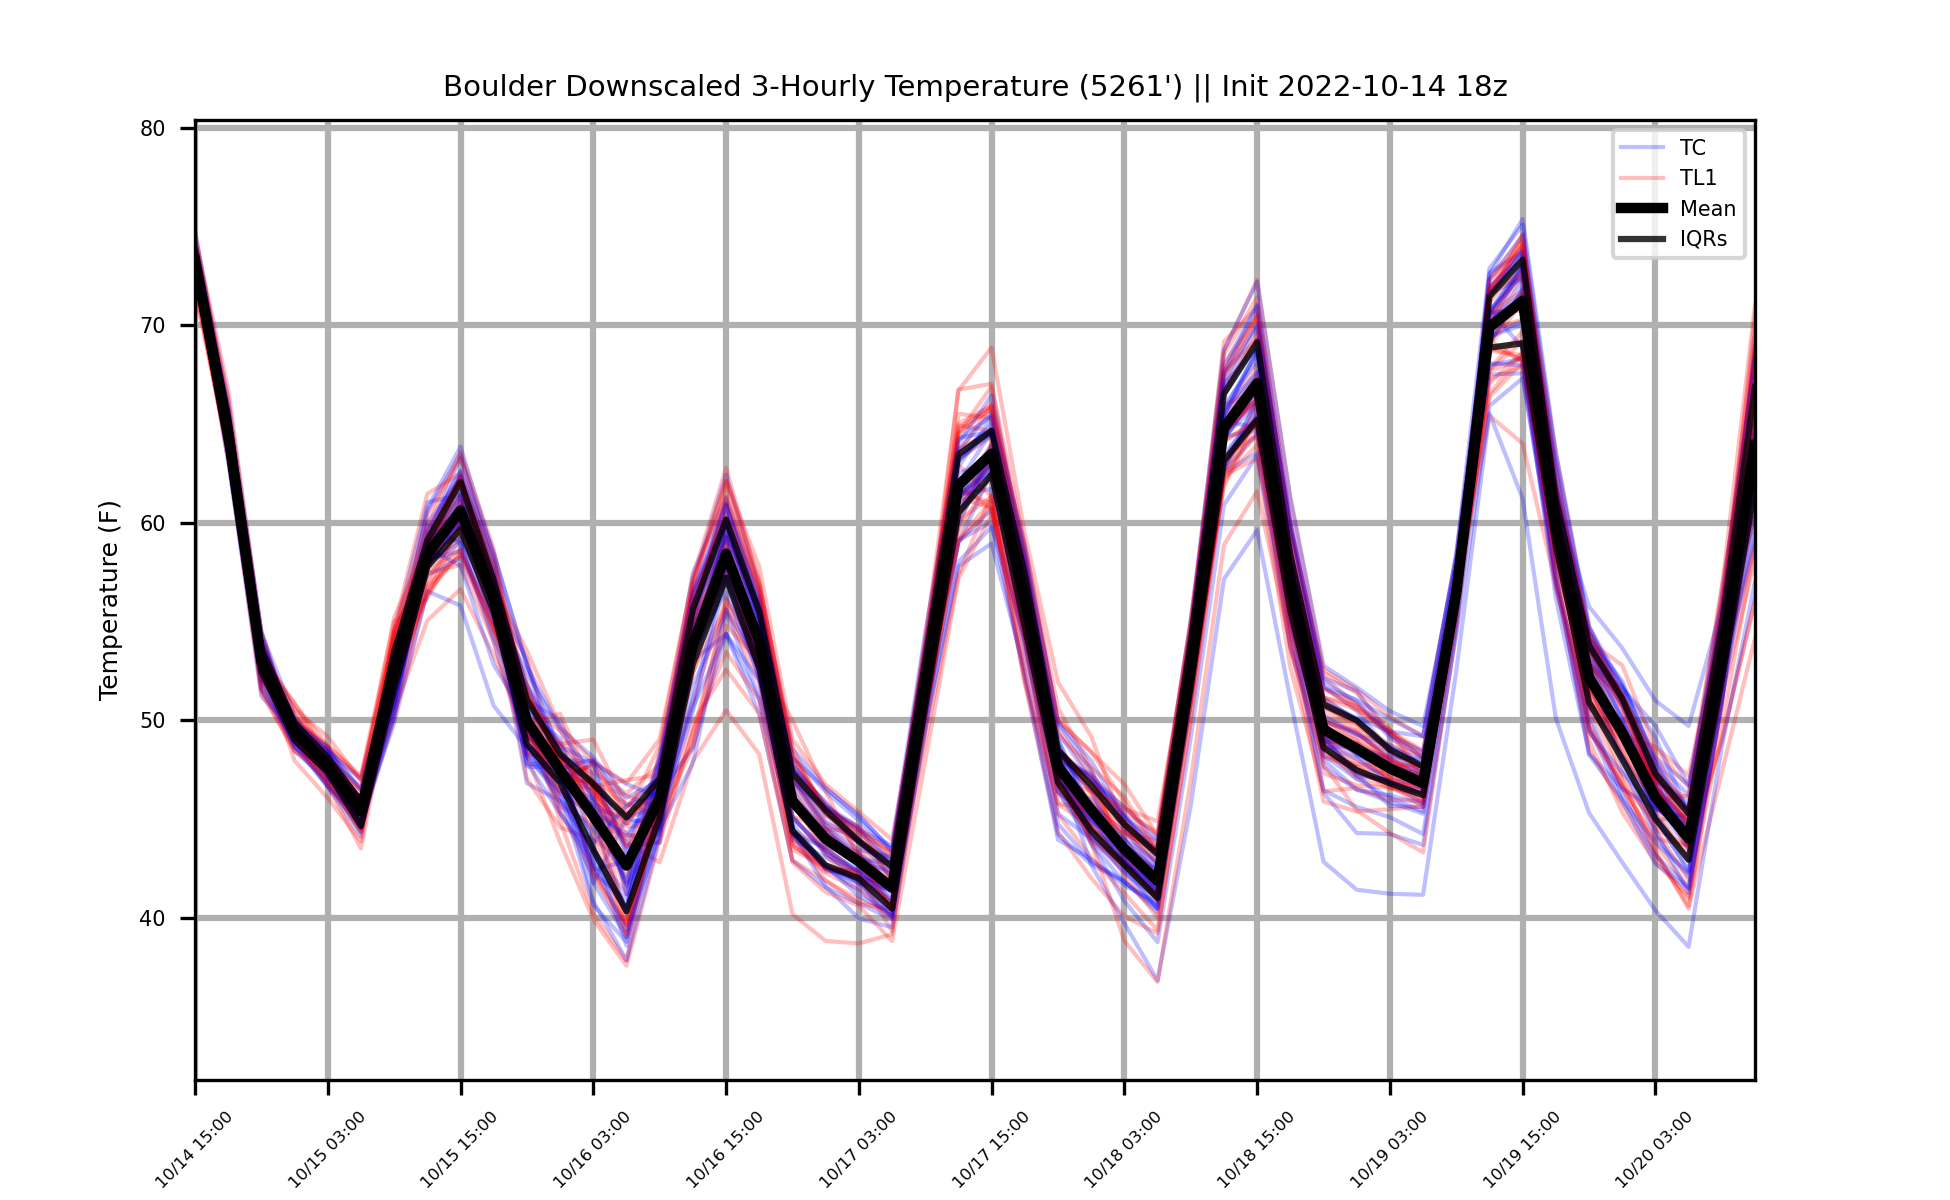 Boulder Downscaled 3-Hourly Temperature (5261') || Init 2022-10-14 18z
TC
TL1
Mean
IQRs
Temperature (F)
80
70
60
50
40
10/14 15:00
10/15 03:00
10/15 15:00
10/16 03:00
10/16 15:00
10/17 03:00
10/17 15:00
10/18 03:00
10/18 15:00
10/19 03:00
10/19 15:00
10/20 03:00